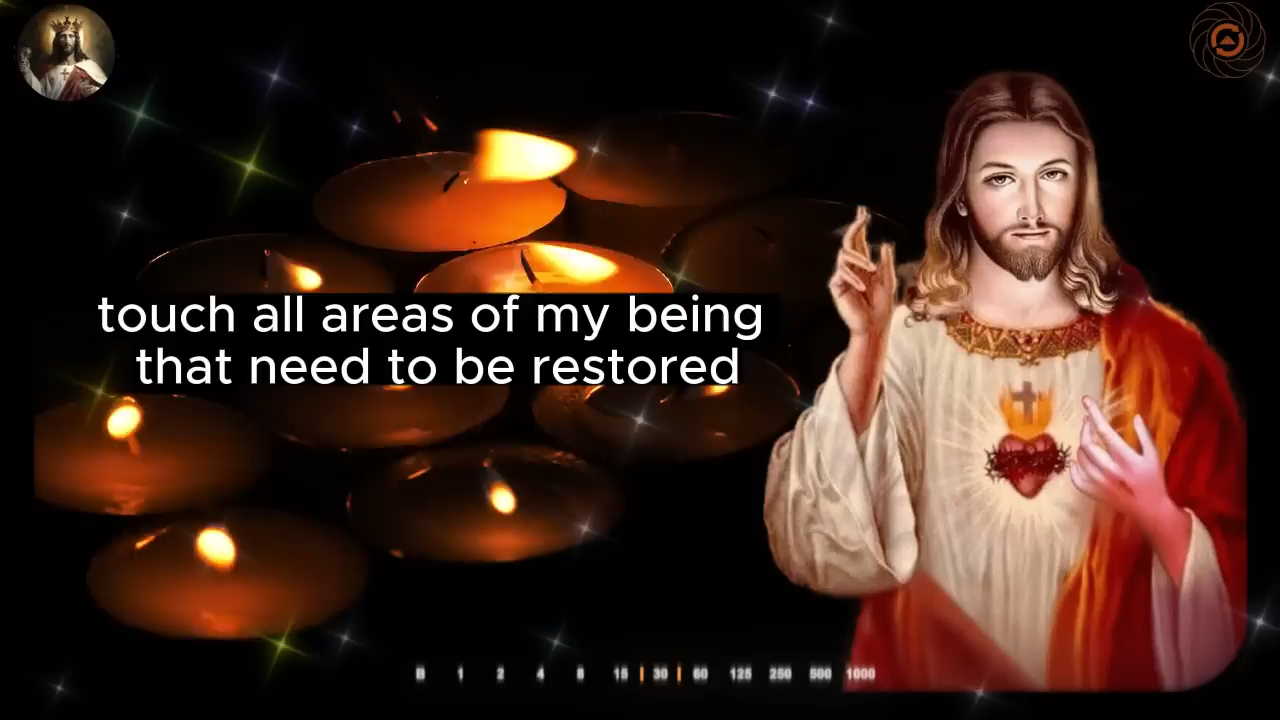 touch all areas of my being
that need to be restored
B 1 2 4 8 15 30 60 125 250 500 1000